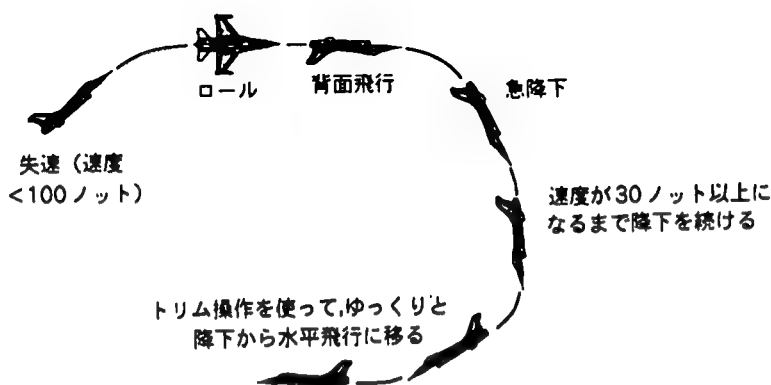 ロール
背面飛行
急降下
失速（速度
<100ノット）
速度が30ノット以上に
なるまで降下を続ける
トリム操作を使って,ゆっくりと
降下から水平飛行に移る